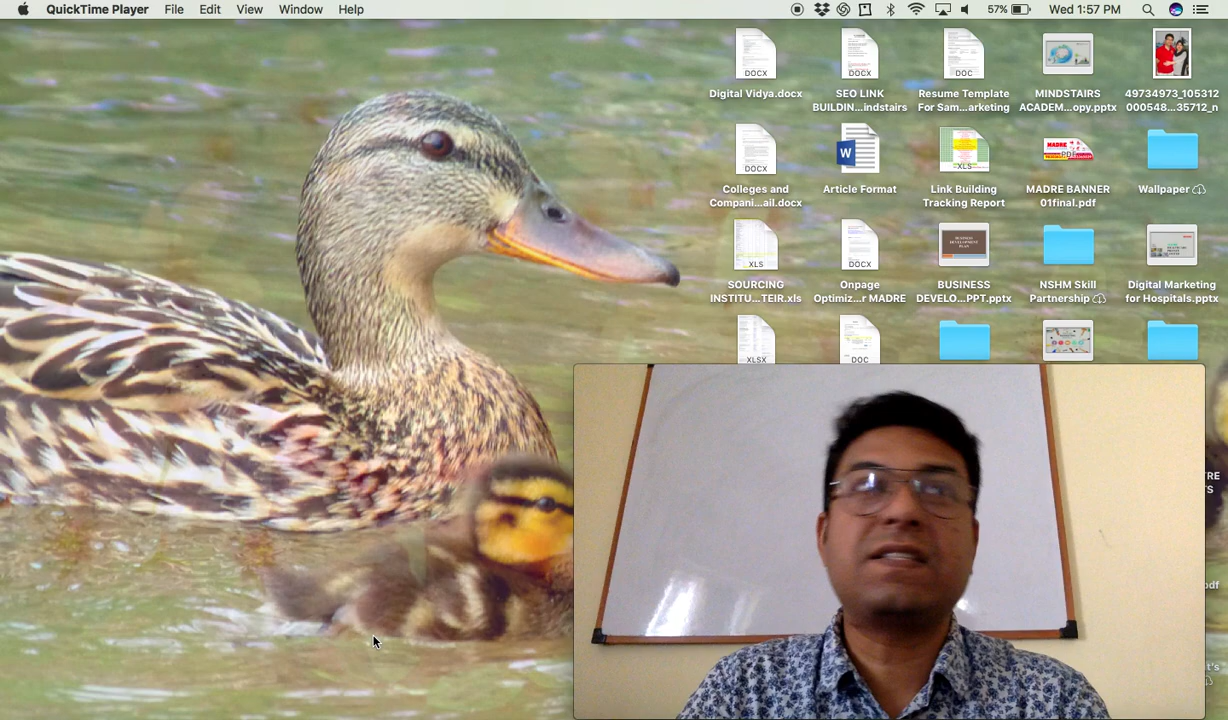 QuickTime Player File Edit View Window Help 57% Wed 1:57 PM
DOCX DOCX DOC
Digital Vidya.docx SEO LINK Resume Template MINDSTAIRS 49734973_105312
BUILDIN...indstairs For Sam...arketing ACADEM...opy.pptx 000548...35712_n
DOCX W XLS MADRE PDF
Colleges and Article Format Link Building MADRE BANNER Wallpaper
Compani...ail.docx Tracking Report 01final.pdf
XLS DOCX
SOURCING Onpage BUSINESS NSHM Skill Digital Marketing
INSTITU...TEIR.xls Optimiz...r MADRE DEVELO...PPT.pptx Partnership for Hospitals.pptx
XLSX DOC